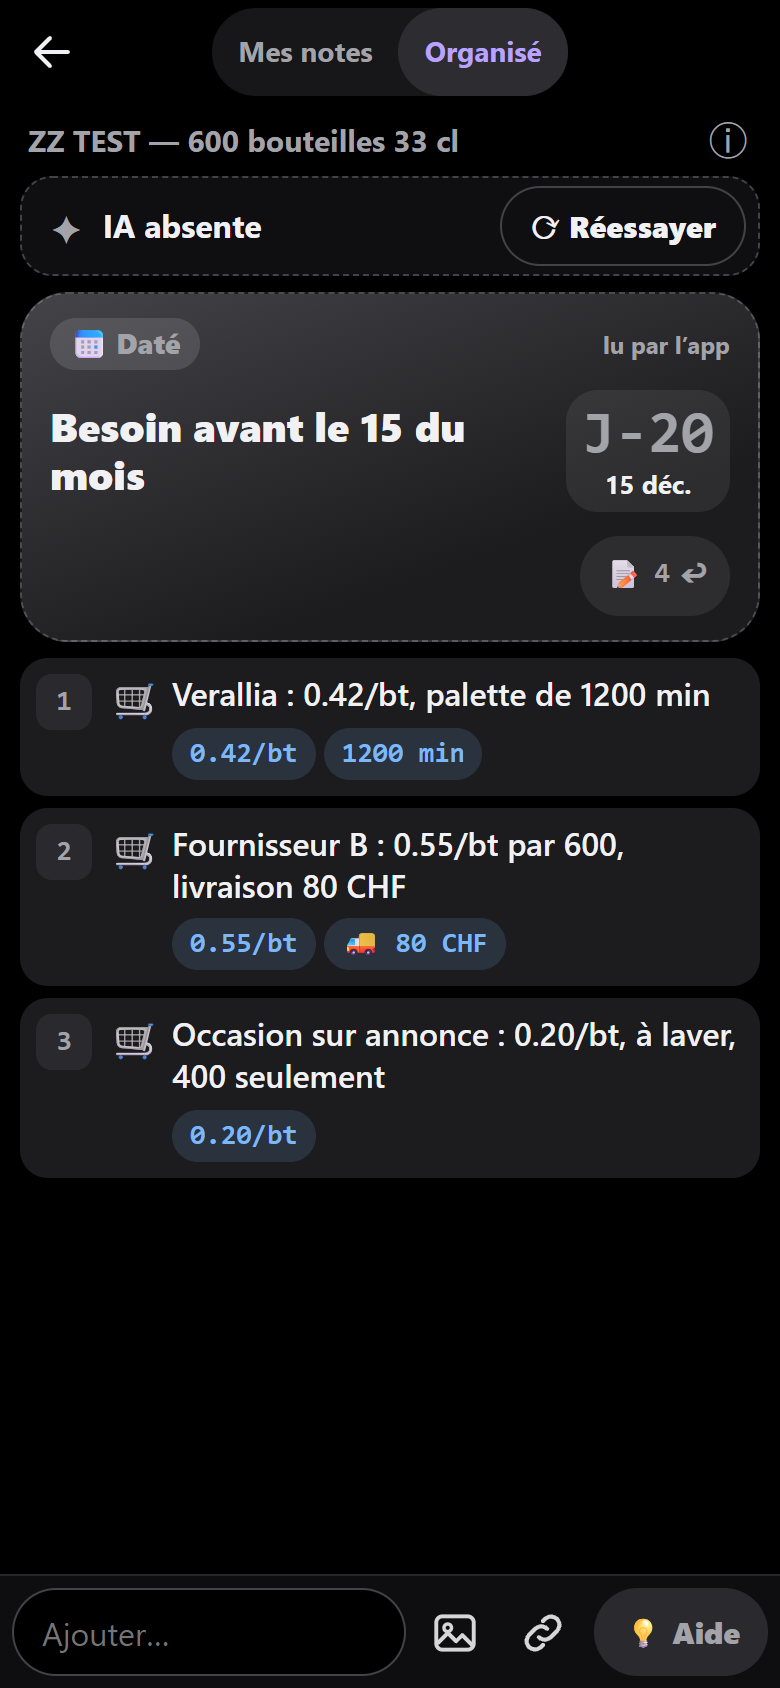 Mes notes
Organisé
ZZ TEST — 600 bouteilles 33 cl
IA absente
Réessayer
Daté
lu par l’app
Besoin avant le 15 du
mois
J-20
15 déc.
4
1
Verallia : 0.42/bt, palette de 1200 min
0.42/bt
1200 min
2
Fournisseur B : 0.55/bt par 600,
livraison 80 CHF
0.55/bt
80 CHF
3
Occasion sur annonce : 0.20/bt, à laver,
400 seulement
0.20/bt
Ajouter...
Aide